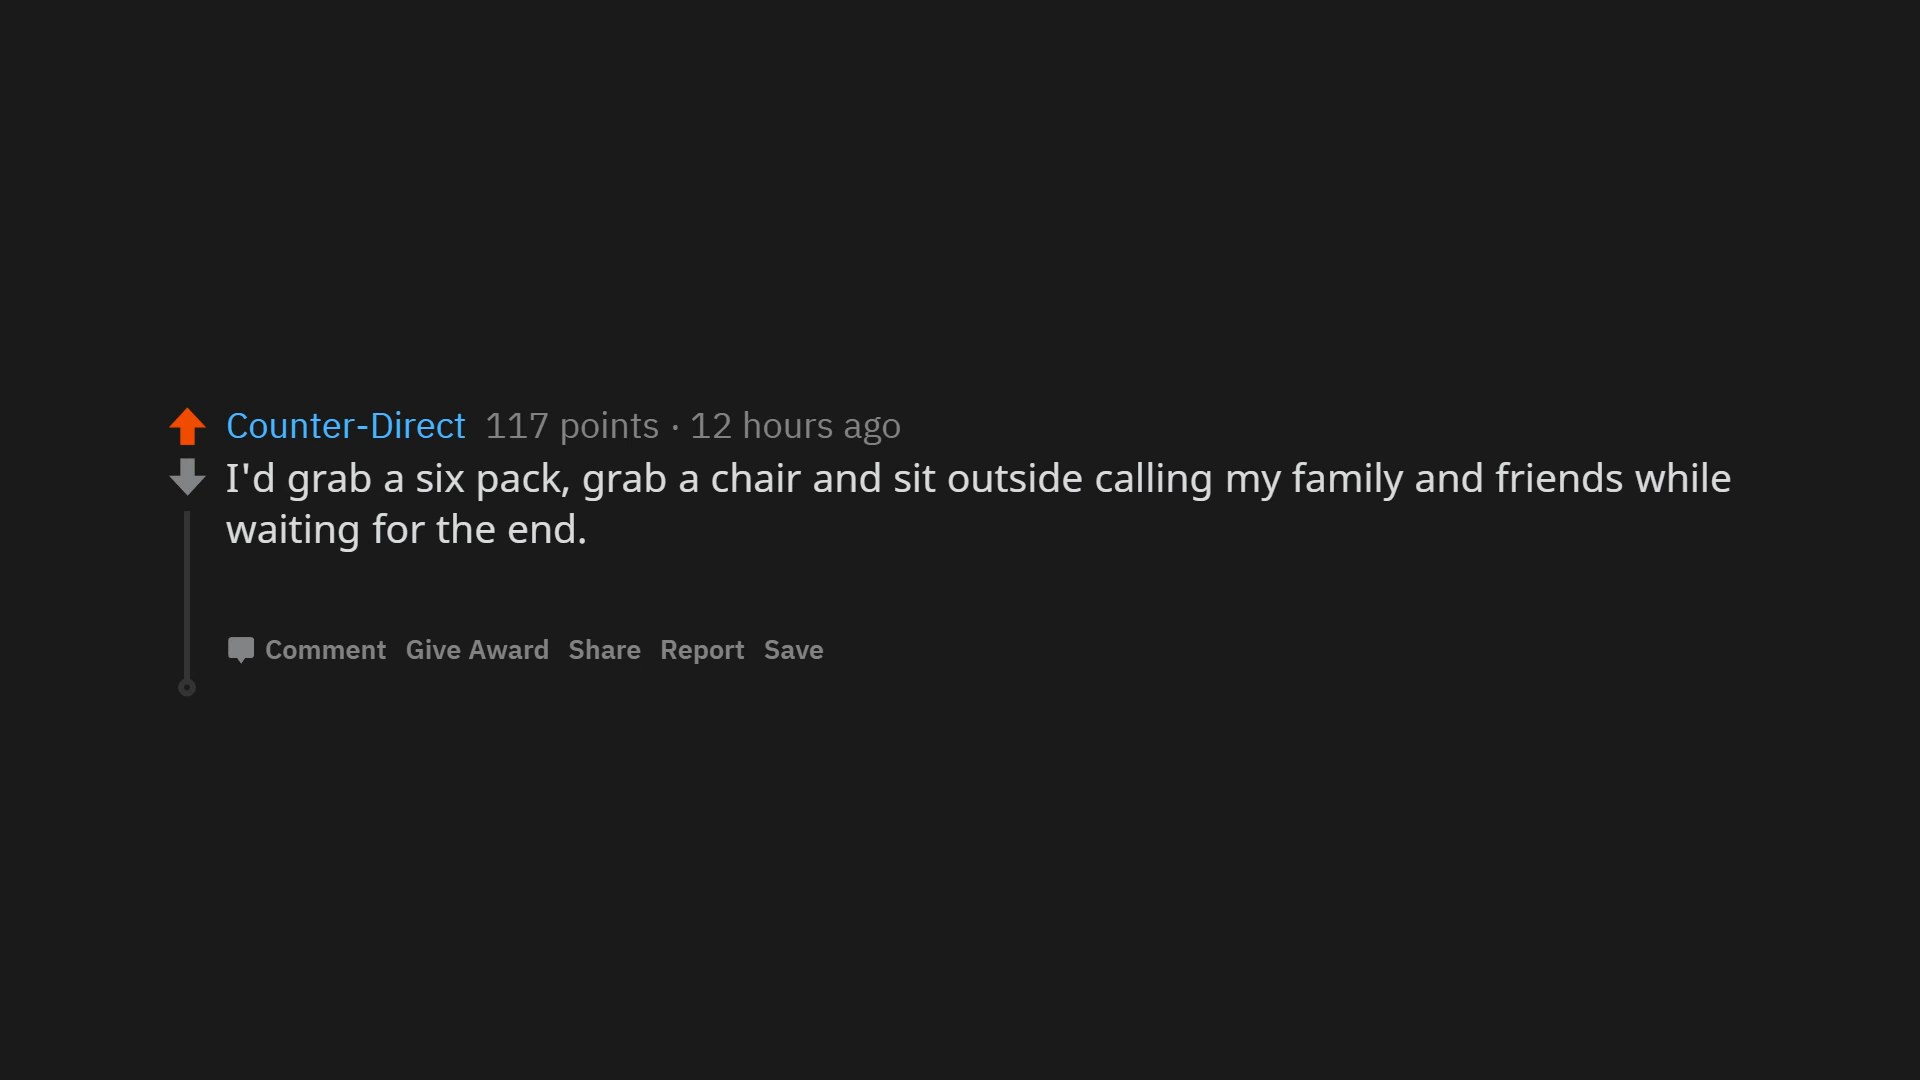 Counter-Direct 117 points · 12 hours ago
I'd grab a six pack, grab a chair and sit outside calling my family and friends while
waiting for the end.
Comment Give Award Share Report Save